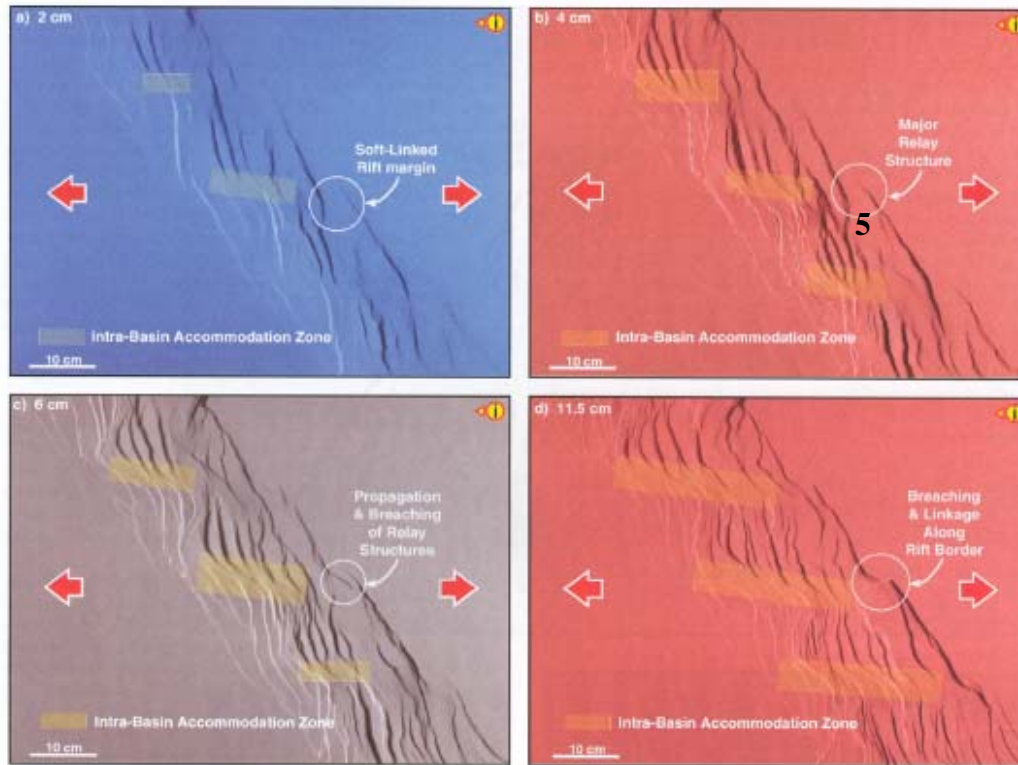 a) 2 cm
Soft-Linked
Rift margin
Intra-Basin Accommodation Zone
10 cm
b) 4 cm
Major
Relay
Structure
5
Intra-Basin Accommodation Zone
10 cm
c) 6 cm
Propagation
& Breaching
of Relay
Structures
Intra-Basin Accommodation Zone
10 cm
d) 11.5 cm
Breaching
& Linkage
Along
Rift Border
Intra-Basin Accommodation Zone
10 cm